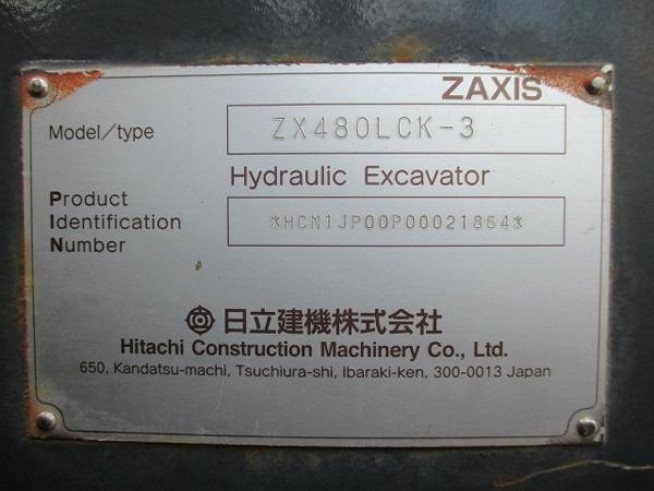 ZAXIS
Model/type ZX480LCK-3
Hydraulic Excavator
Product
Identification *HCM1JP00P00021864*
Number
日立建機株式会社
Hitachi Construction Machinery Co., Ltd.
650, Kandatsu-machi, Tsuchiura-shi, Ibaraki-ken, 300-0013 Japan